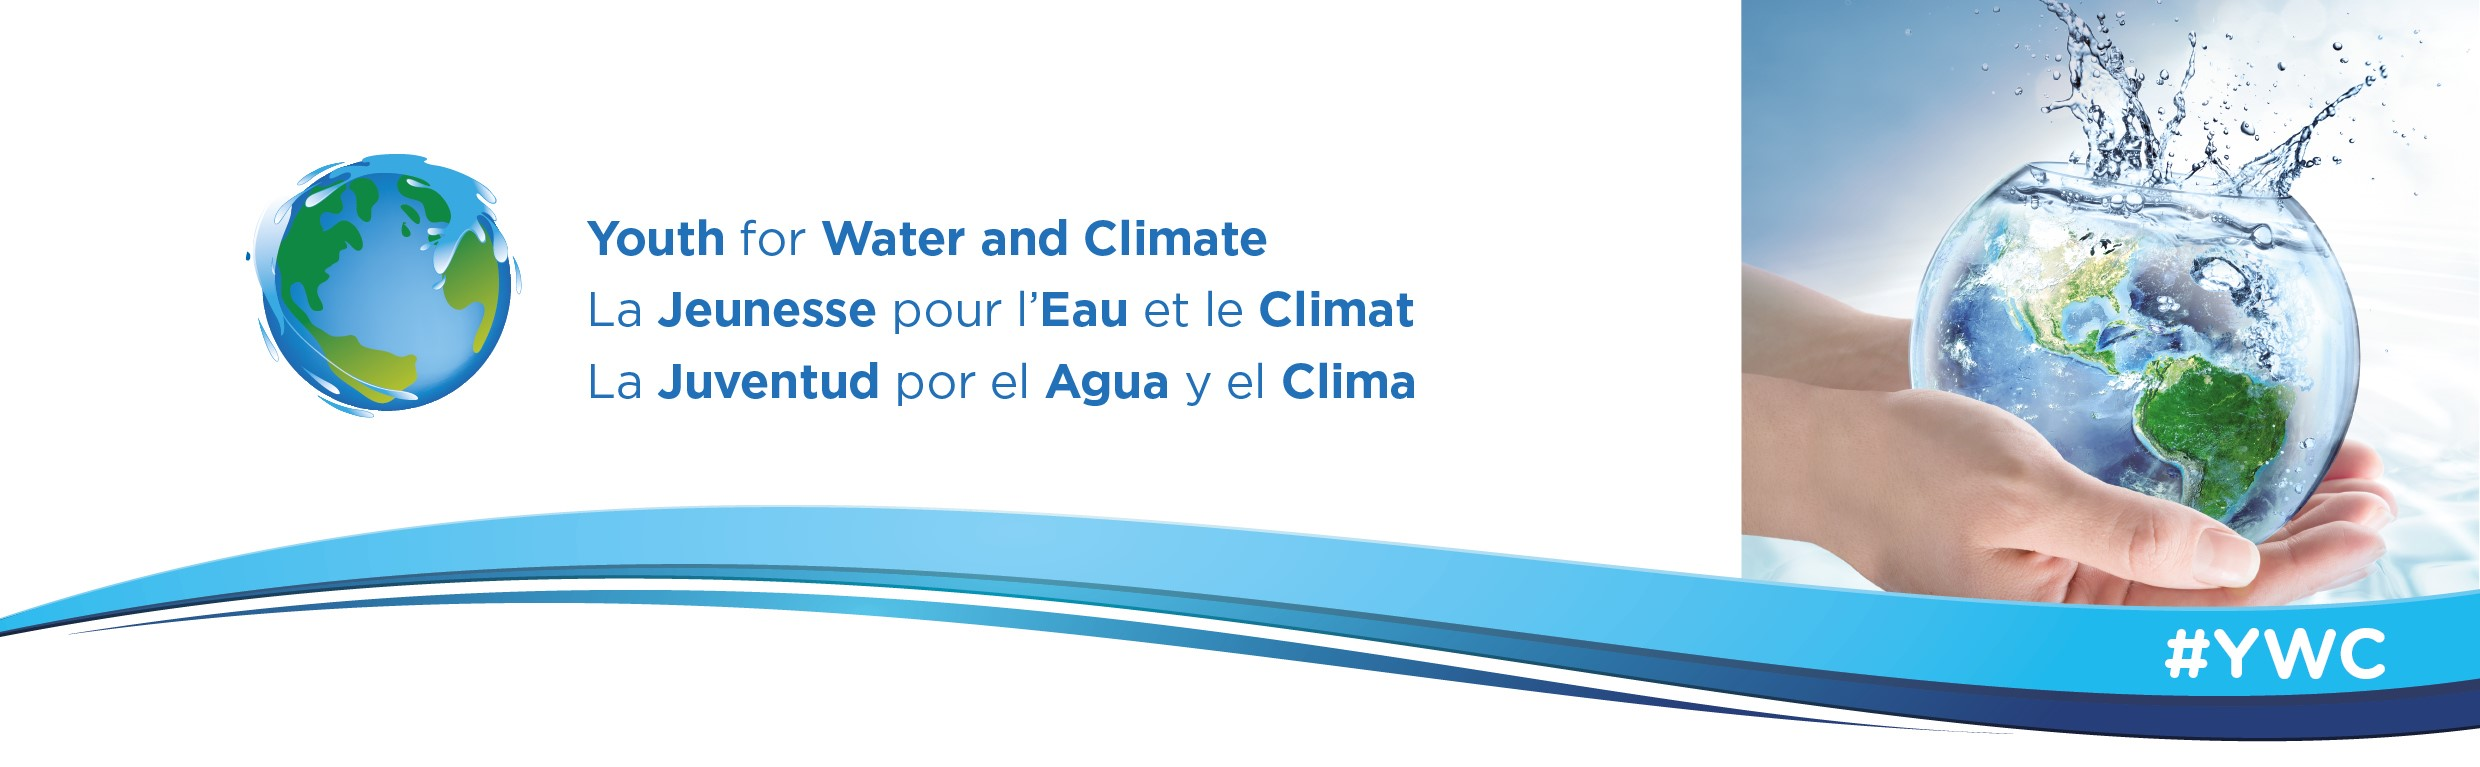 Youth for Water and Climate
La Jeunesse pour l’Eau et le Climat
La Juventud por el Agua y el Clima
#YWC